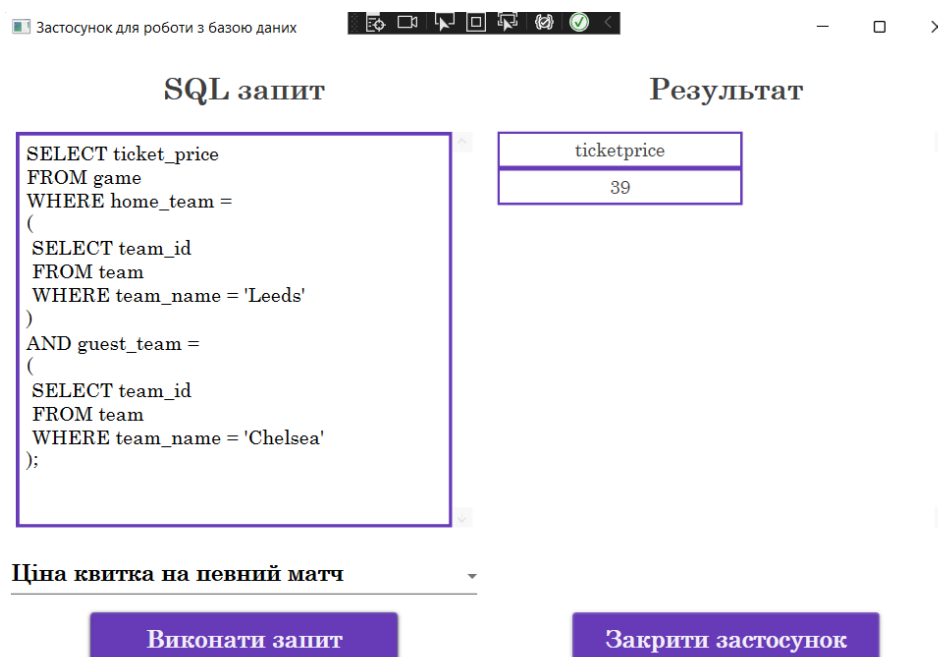 Застосунок для роботи з базою даних
SQL запит
SELECT ticket_price
FROM game
WHERE home_team =
(
SELECT team_id
FROM team
WHERE team_name = 'Leeds'
)
AND guest_team =
(
SELECT team_id
FROM team
WHERE team_name = 'Chelsea'
);
Результат
ticketprice
39
Ціна квитка на певний матч
Виконати запит
Закрити застосунок